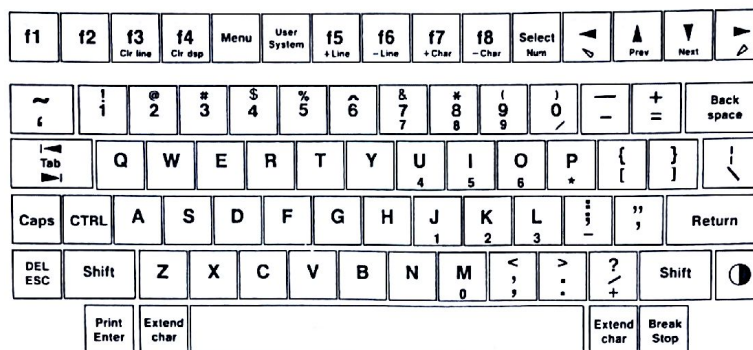 f1 f2 f3 f4 Menu User f5 f6 f7 f8 Select
Clr line Clr dsp System +Line −Line +Char −Char Num Prev Next
~ ! @ # $ % ^ & * ( ) — + Back
‘ 1 2 3 4 5 6 7 8 9 0 – = space
7 8 9 /
Tab Q W E R T Y U I O P { } ¦
4 5 6 * [ ] \
Caps CTRL A S D F G H J K L : ” Return
1 2 3 ; – ’
DEL Shift Z X C V B N M < > ? Shift
ESC 0 , . / +
Print Extend Extend Break
Enter char char Stop